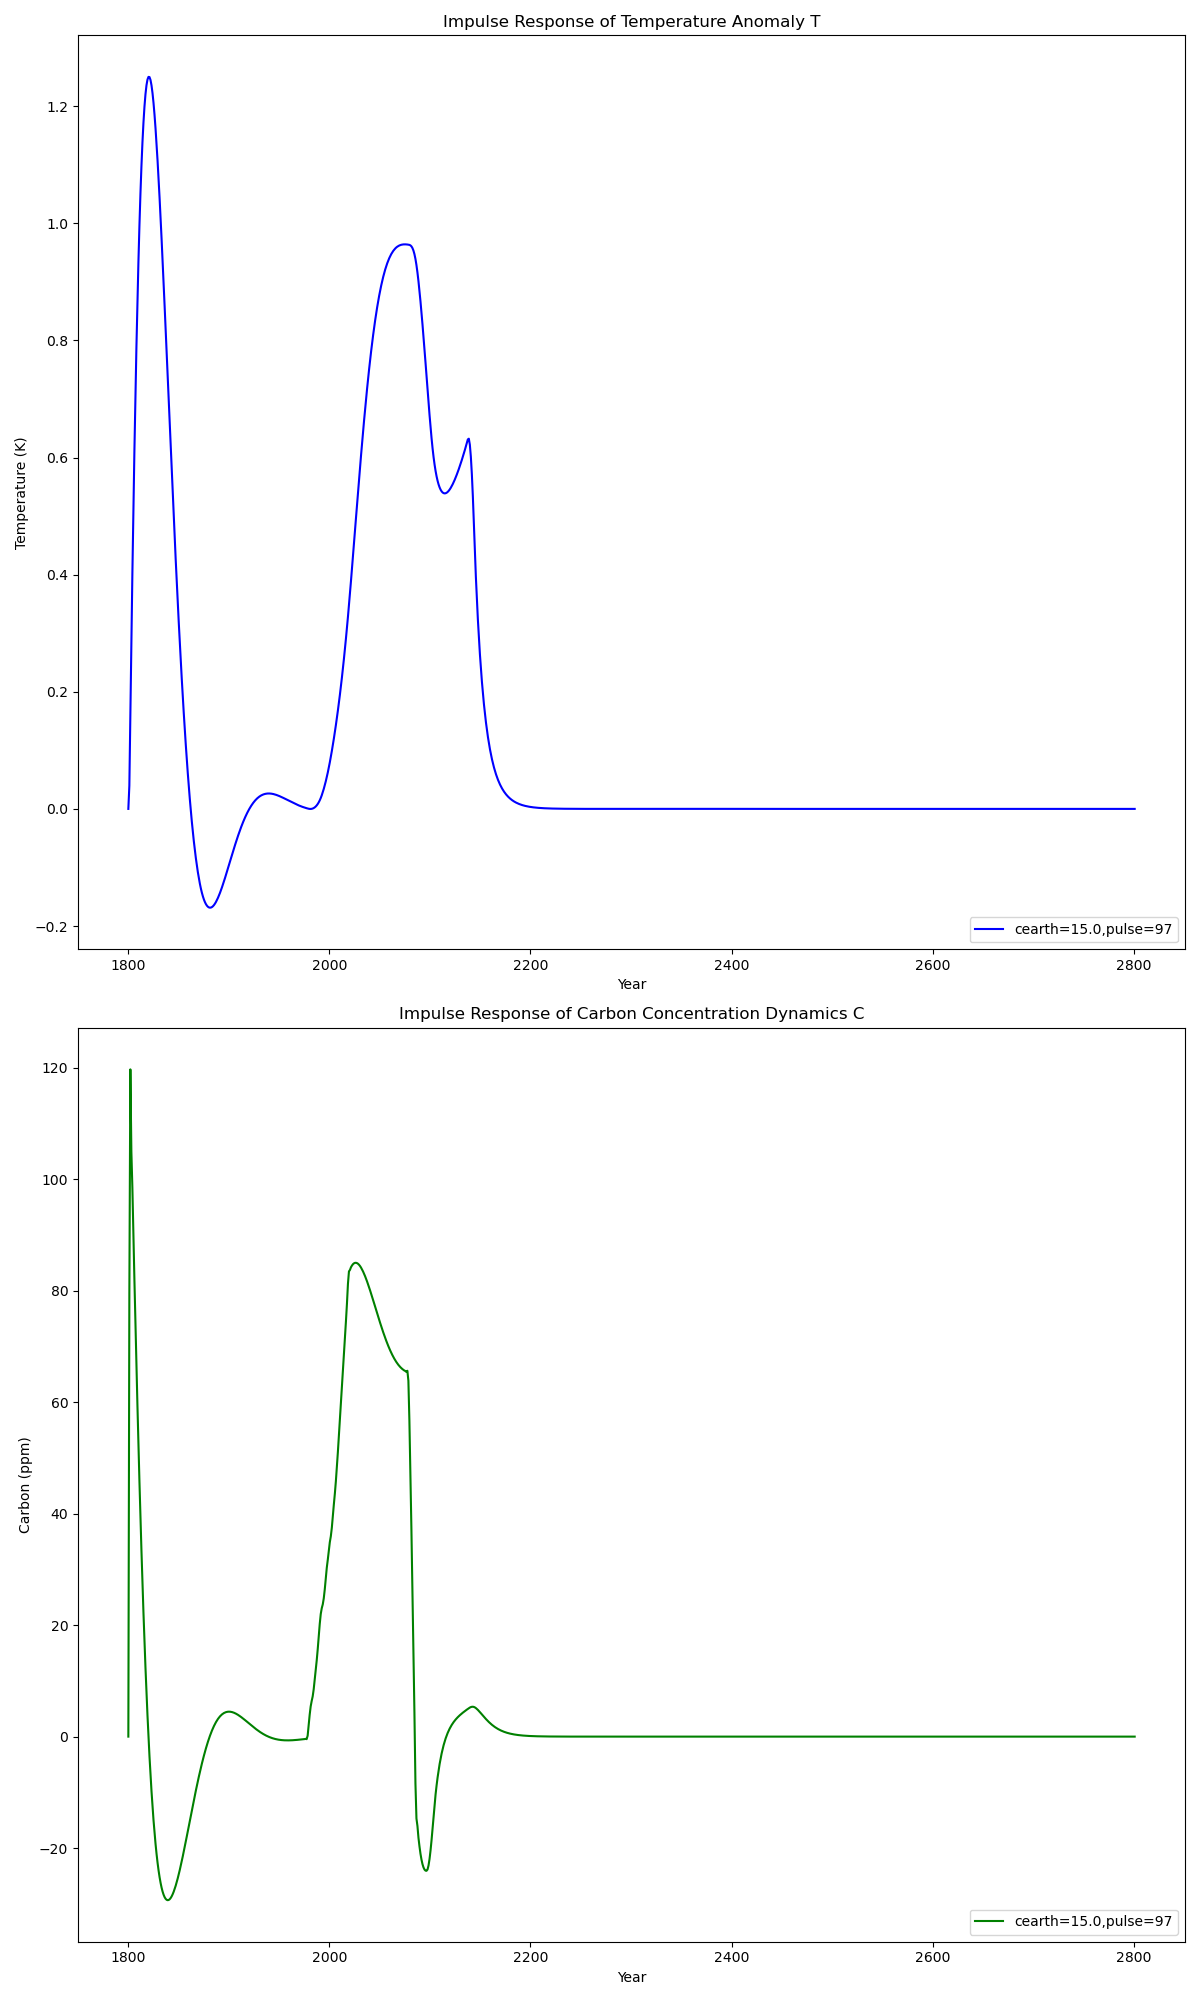 Impulse Response of Temperature Anomaly T
Temperature (K)
1.2
1.0
0.8
0.6
0.4
0.2
0.0
−0.2
cearth=15.0,pulse=97
1800 2000 2200 2400 2600 2800
Year
Impulse Response of Carbon Concentration Dynamics C
Carbon (ppm)
120
100
80
60
40
20
0
−20
cearth=15.0,pulse=97
1800 2000 2200 2400 2600 2800
Year